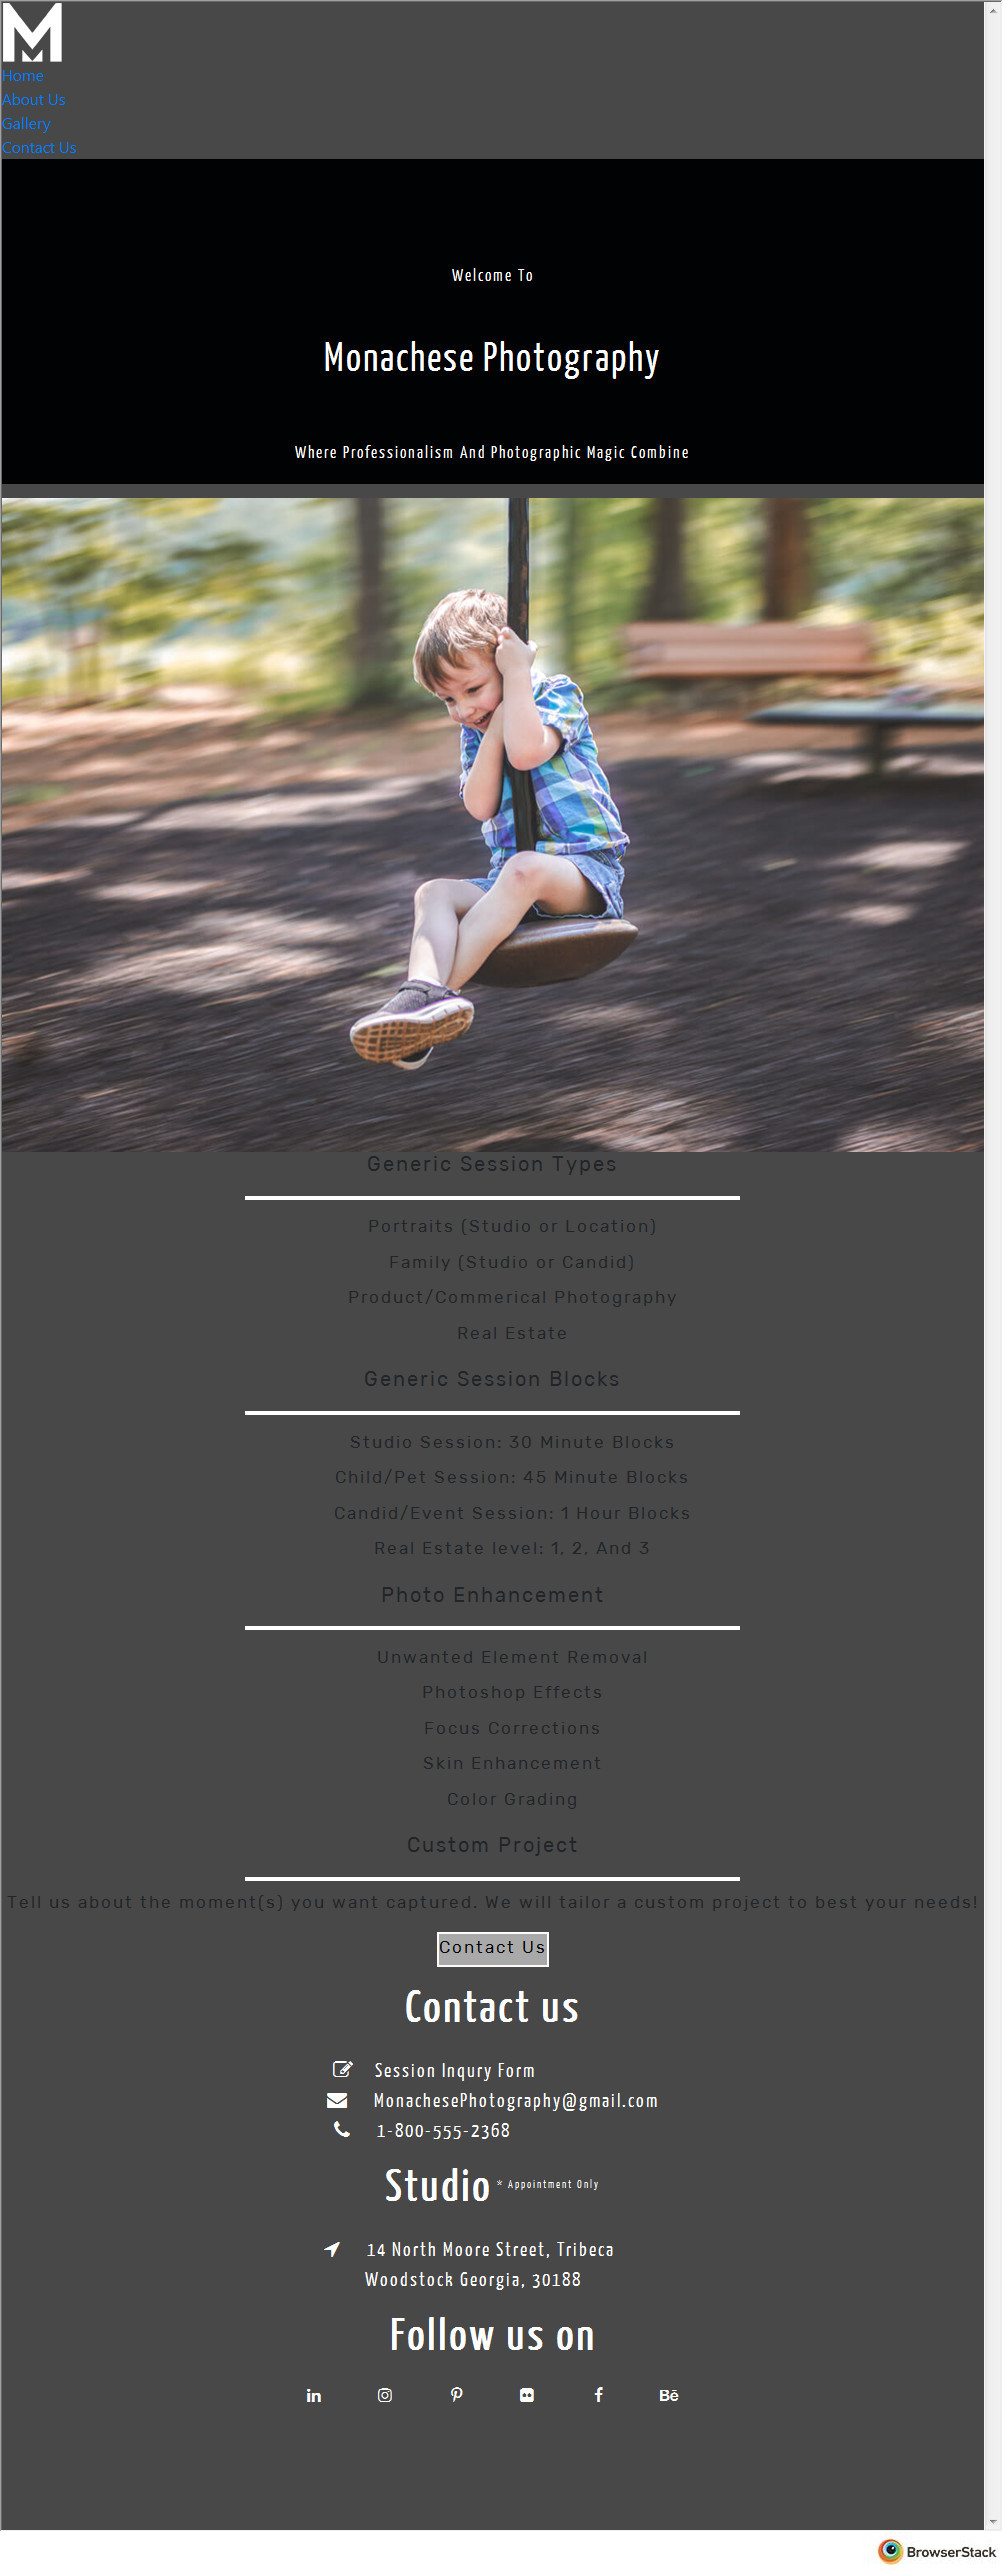 M
Home
About Us
Gallery
Contact Us
Welcome To
Monachese Photography
Where Professionalism And Photographic Magic Combine
Generic Session Types
Portraits (Studio or Location)
Family (Studio or Candid)
Product/Commerical Photography
Real Estate
Generic Session Blocks
Studio Session: 30 Minute Blocks
Child/Pet Session: 45 Minute Blocks
Candid/Event Session: 1 Hour Blocks
Real Estate level: 1, 2, And 3
Photo Enhancement
Unwanted Element Removal
Photoshop Effects
Focus Corrections
Skin Enhancement
Color Grading
Custom Project
Tell us about the moment(s) you want captured. We will tailor a custom project to best your needs!
Contact Us
Contact us
Session Inqury Form
MonachesePhotography@gmail.com
1-800-555-2368
Studio * Appointment Only
14 North Moore Street, Tribeca
Woodstock Georgia, 30188
Follow us on
Bē
BrowserStack